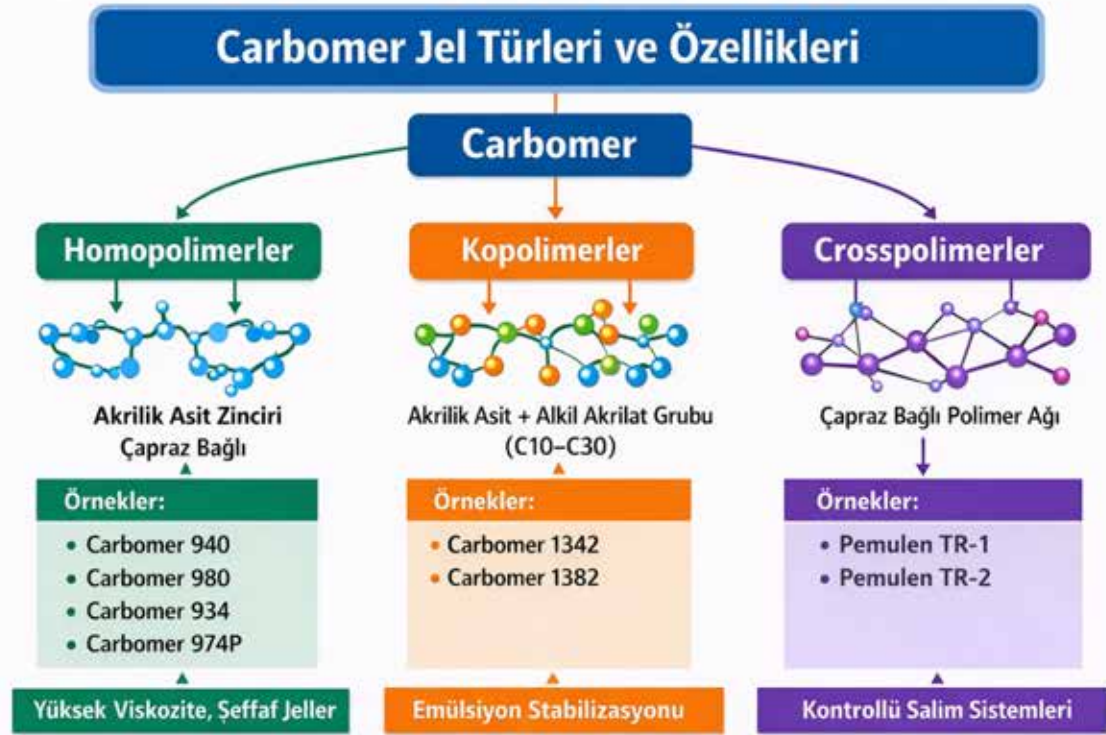 Carbomer Jel Türleri ve Özellikleri
Carbomer
Homopolimerler
Kopolimerler
Crosspolimerler
Akrilik Asit Zinciri
Çapraz Bağlı
Akrilik Asit + Alkil Akrilat Grubu
(C10–C30)
Çapraz Bağlı Polimer Ağı
Örnekler:
• Carbomer 940
• Carbomer 980
• Carbomer 934
• Carbomer 974P
Örnekler:
• Carbomer 1342
• Carbomer 1382
Örnekler:
• Pemulen TR-1
• Pemulen TR-2
Yüksek Viskozite, Şeffaf Jeller
Emülsiyon Stabilizasyonu
Kontrollü Salim Sistemleri